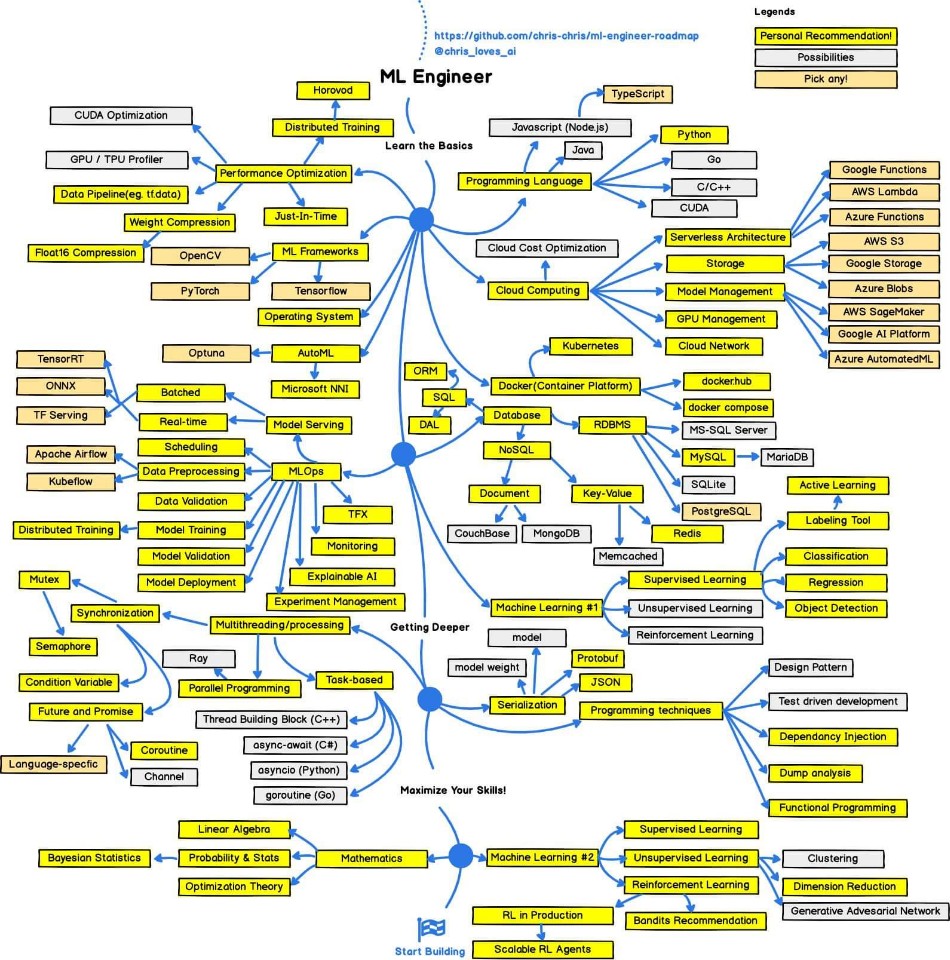 Legends
https://github.com/chris-chris/ml-engineer-roadmap
@chris_loves_ai
Personal Recommendation!
Possibilities
Pick any!
ML Engineer
Learn the Basics
Horovod
Distributed Training
CUDA Optimization
GPU / TPU Profiler
Performance Optimization
Data Pipeline(eg. tf.data)
Weight Compression
Just-In-Time
Float16 Compression
ML Frameworks
OpenCV
PyTorch
Tensorflow
Operating System
AutoML
Optuna
Microsoft NNI
TypeScript
Javascript (Node.js)
Java
Programming Language
Python
Go
C/C++
CUDA
Cloud Cost Optimization
Cloud Computing
Serverless Architecture
Storage
Model Management
GPU Management
Cloud Network
Google Functions
AWS Lambda
Azure Functions
AWS S3
Google Storage
Azure Blobs
AWS SageMaker
Google AI Platform
Azure AutomatedML
Kubernetes
Docker(Container Platform)
docker.hub
docker compose
TensorRT
ONNX
TF Serving
Batched
Real-time
Model Serving
Scheduling
Apache Airflow
Kubeflow
Data Preprocessing
MLOps
Data Validation
Distributed Training
Model Training
Model Validation
Model Deployment
TFX
Monitoring
Explainable AI
Experiment Management
ORM
SQL
DAL
Database
NoSQL
RDBMS
MS-SQL Server
MySQL
MariaDB
SQLite
PostgreSQL
Document
Key-Value
CouchBase
MongoDB
Redis
Memcached
Active Learning
Labeling Tool
Machine Learning #1
Supervised Learning
Unsupervised Learning
Reinforcement Learning
Classification
Regression
Object Detection
Getting Deeper
Mutex
Synchronization
Multithreading/processing
Semaphore
Condition Variable
Future and Promise
Language-specfic
Coroutine
Channel
Ray
Parallel Programming
Task-based
Thread Building Block (C++)
async-await (C#)
asyncio (Python)
goroutine (Go)
model
model weight
Protobuf
JSON
Serialization
Programming techniques
Design Pattern
Test driven development
Dependancy Injection
Dump analysis
Functional Programming
Maximize Your Skills!
Linear Algebra
Bayesian Statistics
Probability & Stats
Mathematics
Optimization Theory
Machine Learning #2
Supervised Learning
Unsupervised Learning
Reinforcement Learning
Clustering
Dimension Reduction
Generative Advesarial Network
RL in Production
Bandits Recommendation
Scalable RL Agents
Start Building